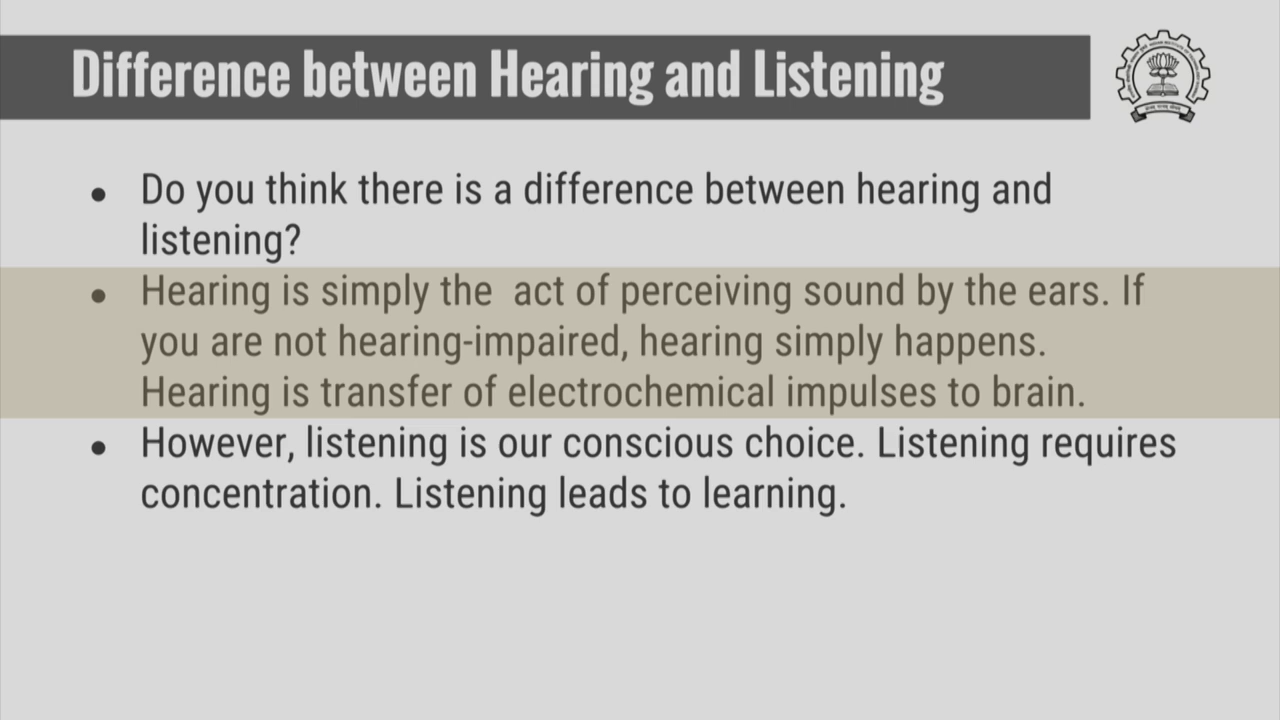 Difference between Hearing and Listening
● Do you think there is a difference between hearing and
listening?
● Hearing is simply the  act of perceiving sound by the ears. If
you are not hearing-impaired, hearing simply happens.
Hearing is transfer of electrochemical impulses to brain.
● However, listening is our conscious choice. Listening requires
concentration. Listening leads to learning.